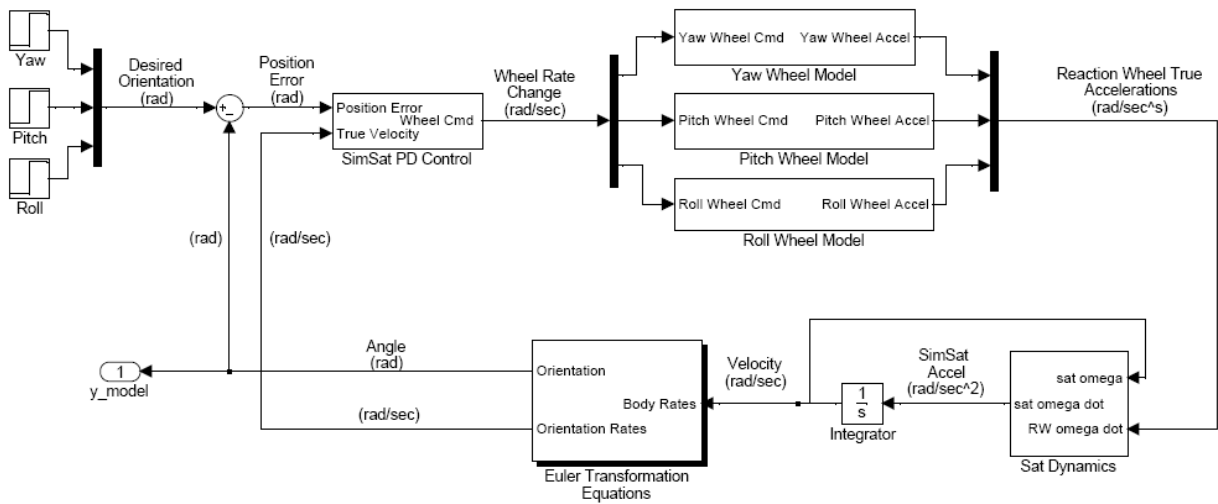 Yaw
Pitch
Roll
Desired
Orientation
(rad)
+
−
Position
Error
(rad)
Position Error
Wheel Cmd
True Velocity
SimSat PD Control
Wheel Rate
Change
(rad/sec)
Yaw Wheel Cmd
Yaw Wheel Accel
Yaw Wheel Model
Pitch Wheel Cmd
Pitch Wheel Accel
Pitch Wheel Model
Roll Wheel Cmd
Roll Wheel Accel
Roll Wheel Model
Reaction Wheel True
Accelerations
(rad/sec^s)
(rad)
(rad/sec)
1
y_model
Angle
(rad)
(rad/sec)
Orientation
Body Rates
Orientation Rates
Euler Transformation
Equations
Velocity
(rad/sec)
1
s
Integrator
SimSat
Accel
(rad/sec^2)
sat omega
sat omega dot
RW omega dot
Sat Dynamics